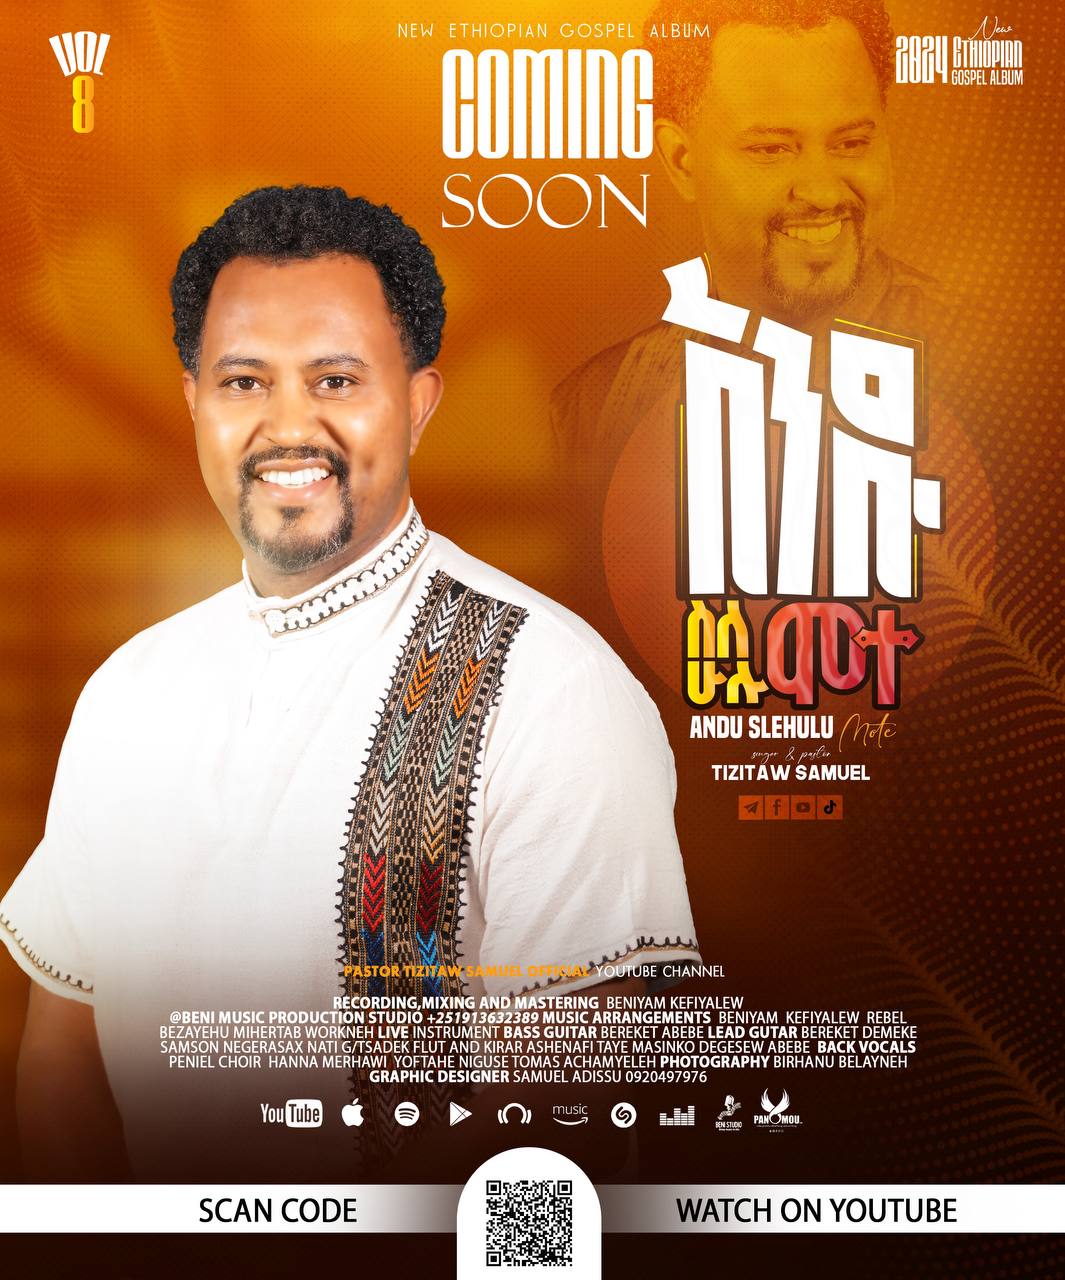 VOL
8
NEW ETHIOPIAN GOSPEL ALBUM
COMING
SOON
New
2024 ETHIOPIAN
GOSPEL ALBUM
አንዱ
ስለሁሉ ሞተ
ANDU SLEHULU Mote
singer & pastor
TIZITAW SAMUEL
PASTOR TIZITAW SAMUEL OFFICIAL YOUTUBE CHANNEL
RECORDING,MIXING AND MASTERING BENIYAM KEFIYALEW
@BENI MUSIC PRODUCTION STUDIO +251913632389 MUSIC ARRANGEMENTS BENIYAM KEFIYALEW REBEL
BEZAYEHU MIHERTAB WORKNEH LIVE INSTRUMENT BASS GUITAR BEREKET ABEBE LEAD GUTAR BEREKET DEMEKE
SAMSON NEGERASAX NATI G/TSADEK FLUT AND KIRAR ASHENAFI TAYE MASINKO DEGESEW ABEBE BACK VOCALS
PENIEL CHOIR HANNA MERHAWI YOFTAHE NIGUSE TOMAS ACHAMYELEH PHOTOGRAPHY BIRHANU BELAYNEH
GRAPHIC DESIGNER SAMUEL ADISSU 0920497976
YouTube music BENI STUDIO PANOMOU
SCAN CODE WATCH ON YOUTUBE